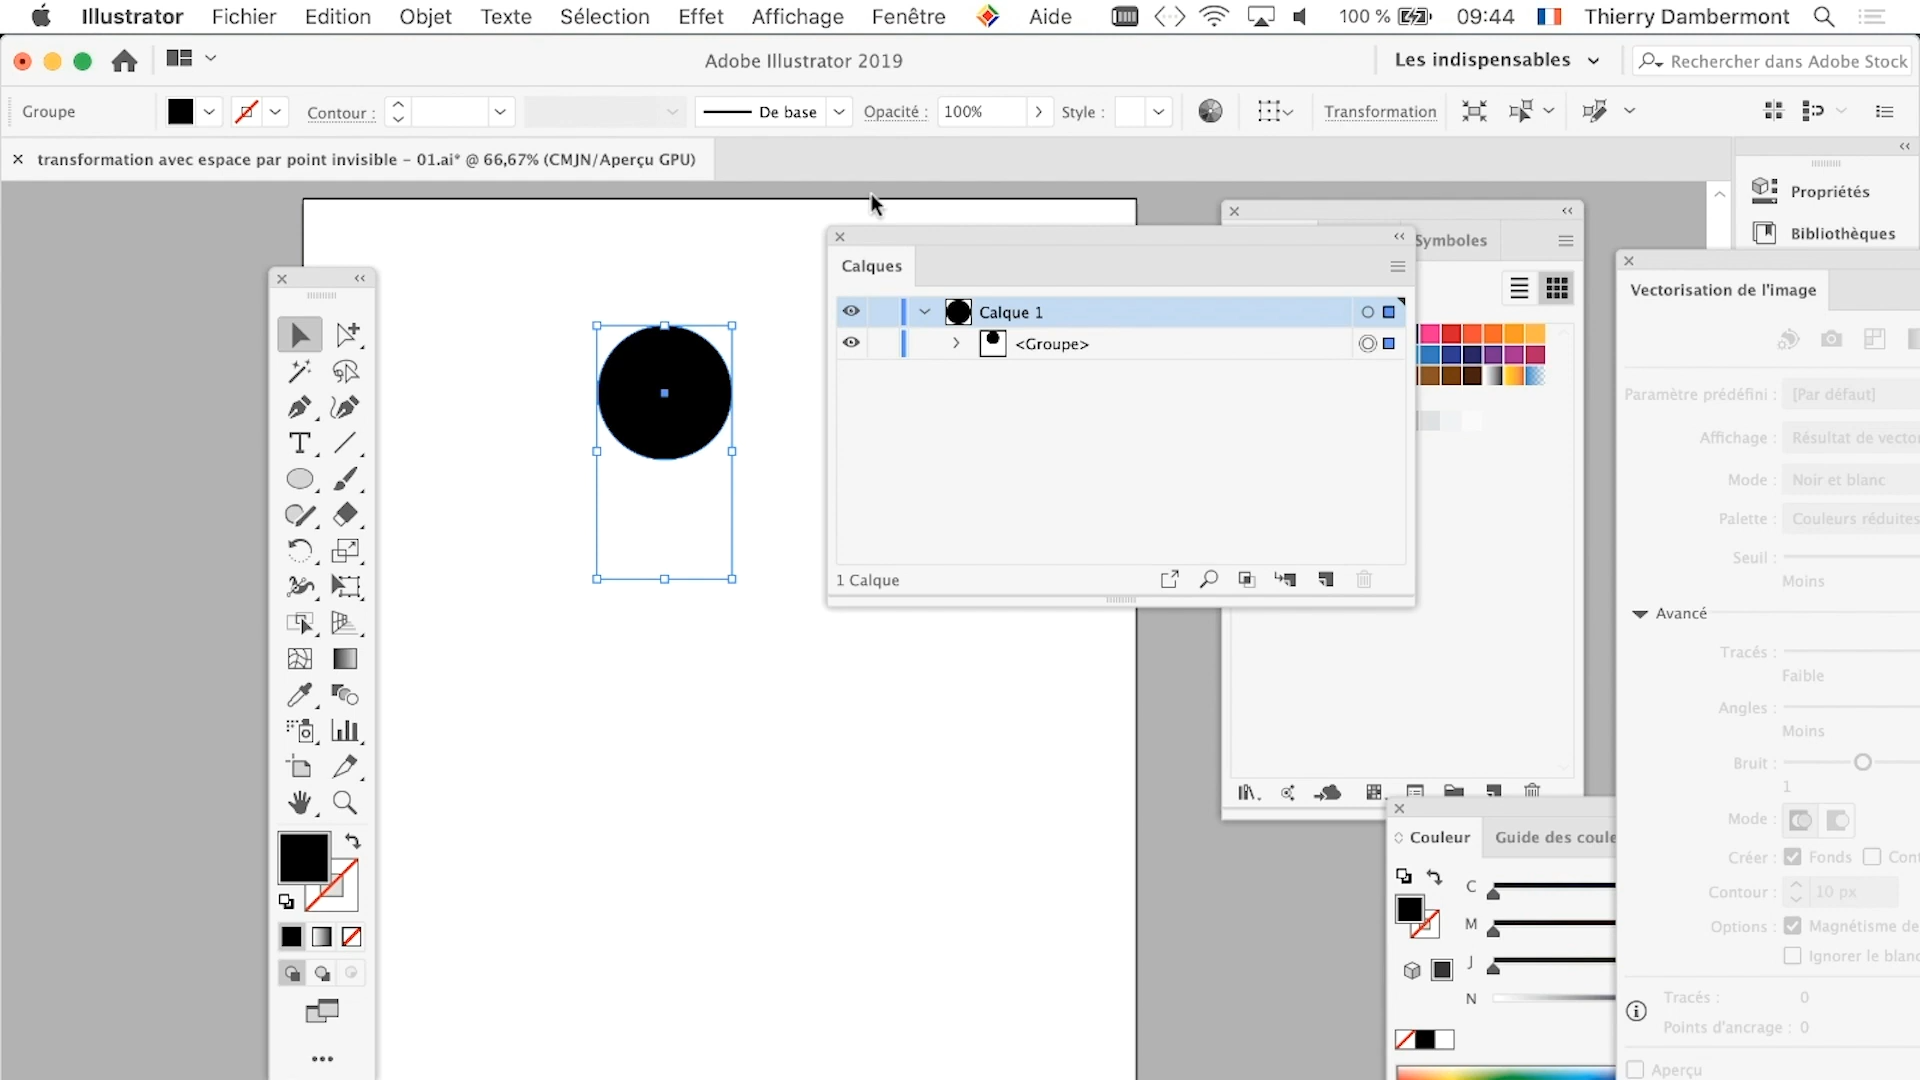 Illustrator Fichier Edition Objet Texte Sélection Effet Affichage Fenêtre Aide 100 % 09:44 Thierry Dambermont
Adobe Illustrator 2019
Les indispensables
Rechercher dans Adobe Stock
Groupe Contour : De base Opacité : 100% Style : Transformation
transformation avec espace par point invisible – 01.ai* @ 66,67% (CMJN/Aperçu GPU)
Propriétés
Bibliothèques
Calques
Symboles
Calque 1
<Groupe>
1 Calque
Vectorisation de l'image
Paramètre prédéfini : [Par défaut]
Affichage : Résultat de vecto
Mode : Noir et blanc
Palette : Couleurs réduites
Seuil :
Moins
Avancé
Tracés :
Faible
Angles :
Moins
Bruit :
1
Mode :
Créer : Fonds Cont
Contour : 10 px
Options : Magnétisme de
Ignorer le blanc
Tracés : 0
Points d'ancrage : 0
Aperçu
Couleur Guide des coule
C
M
J
N